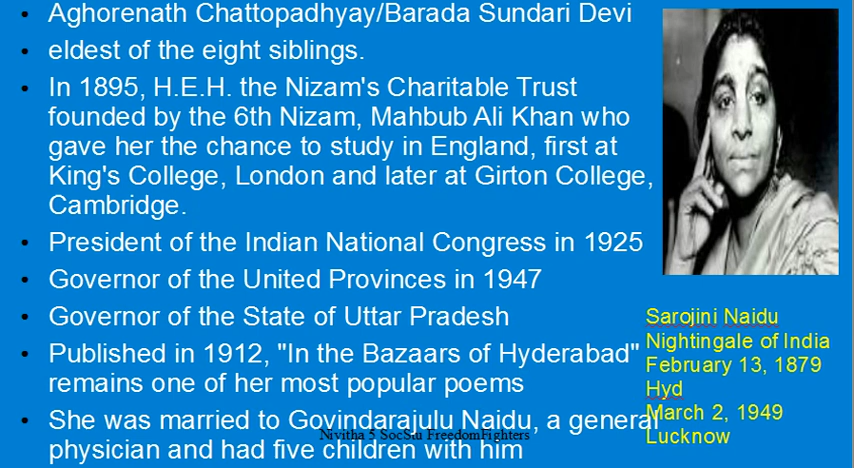 Aghorenath Chattopadhyay/Barada Sundari Devi
eldest of the eight siblings.
In 1895, H.E.H. the Nizam's Charitable Trust
founded by the 6th Nizam, Mahbub Ali Khan who
gave her the chance to study in England, first at
King's College, London and later at Girton College,
Cambridge.
President of the Indian National Congress in 1925
Governor of the United Provinces in 1947
Governor of the State of Uttar Pradesh
Published in 1912, "In the Bazaars of Hyderabad"
remains one of her most popular poems
She was married to Govindarajulu Naidu, a general
physician and had five children with him
Nivitha 5 SocStu FreedomFighters
Sarojini Naidu
Nightingale of India
February 13, 1879
Hyd
March 2, 1949
Lucknow